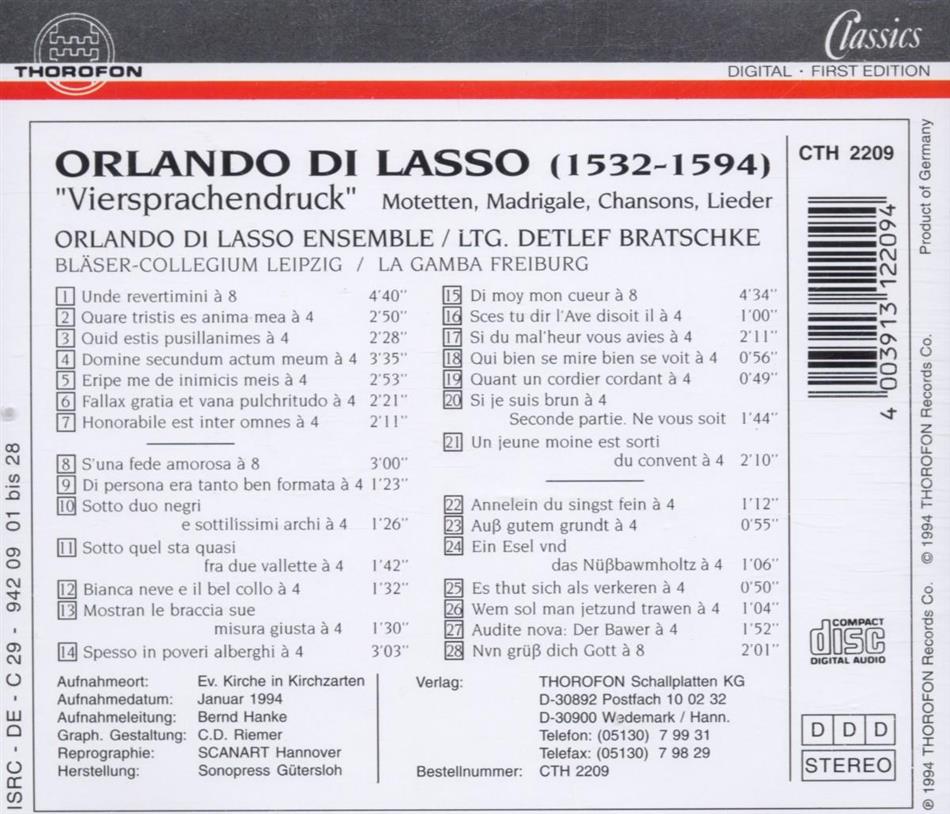 THOROFON
Classics
DIGITAL · FIRST EDITION
ORLANDO DI LASSO (1532-1594)
"Viersprachendruck" Motetten, Madrigale, Chansons, Lieder
ORLANDO DI LASSO ENSEMBLE / LTG. DETLEF BRATSCHKE
BLÄSER-COLLEGIUM LEIPZIG / LA GAMBA FREIBURG
1 Unde revertimini à 8 4'40"
2 Quare tristis es anima mea à 4 2'50"
3 Quid estis pusillanimes à 4 2'28"
4 Domine secundum actum meum à 4 3'35"
5 Eripe me de inimicis meis à 4 2'53"
6 Fallax gratia et vana pulchritudo à 4 2'21"
7 Honorabile est inter omnes à 4 2'11"
8 S'una fede amorosa à 8 3'00"
9 Di persona era tanto ben formata à 4 1'23"
10 Sotto duo negri
e sottilissimi archi à 4 1'26"
11 Sotto quel sta quasi
fra due vallette à 4 1'42"
12 Bianca neve e il bel collo à 4 1'32"
13 Mostran le braccia sue
misura giusta à 4 1'30"
14 Spesso in poveri alberghi à 4 3'03"
15 Di moy mon cueur à 8 4'34"
16 Sces tu dir l'Ave disoit il à 4 1'00"
17 Si du mal'heur vous avies à 4 2'11"
18 Qui bien se mire bien se voit à 4 0'56"
19 Quant un cordier cordant à 4 0'49"
20 Si je suis brun à 4
Seconde partie. Ne vous soit 1'44"
21 Un jeune moine est sorti
du convent à 4 2'10"
22 Annelein du singst fein à 4 1'12"
23 Auß gutem grundt à 4 0'55"
24 Ein Esel vnd
das Nüßbawmholtz à 4 1'06"
25 Es thut sich als verkeren à 4 0'50"
26 Wem sol man jetzund trawen à 4 1'04"
27 Audite nova: Der Bawer à 4 1'52"
28 Nvn grüß dich Gott à 8 2'01"
Aufnahmeort: Ev. Kirche in Kirchzarten
Aufnahmedatum: Januar 1994
Aufnahmeleitung: Bernd Hanke
Graph. Gestaltung: C.D. Riemer
Reprographie: SCANART Hannover
Herstellung: Sonopress Gütersloh
Verlag: THOROFON Schallplatten KG
D-30892 Postfach 10 02 32
D-30900 Wedemark / Hann.
Telefon: (05130) 7 99 31
Telefax: (05130) 7 98 29
Bestellnummer: CTH 2209
CTH 2209
4 003913 122094
COMPACT
disc
DIGITAL AUDIO
D D D
STEREO
Product of Germany
℗ 1994 THOROFON Records Co. © 1994 THOROFON Records Co.
ISRC - DE - C 29 - 942 09 01 bis 28